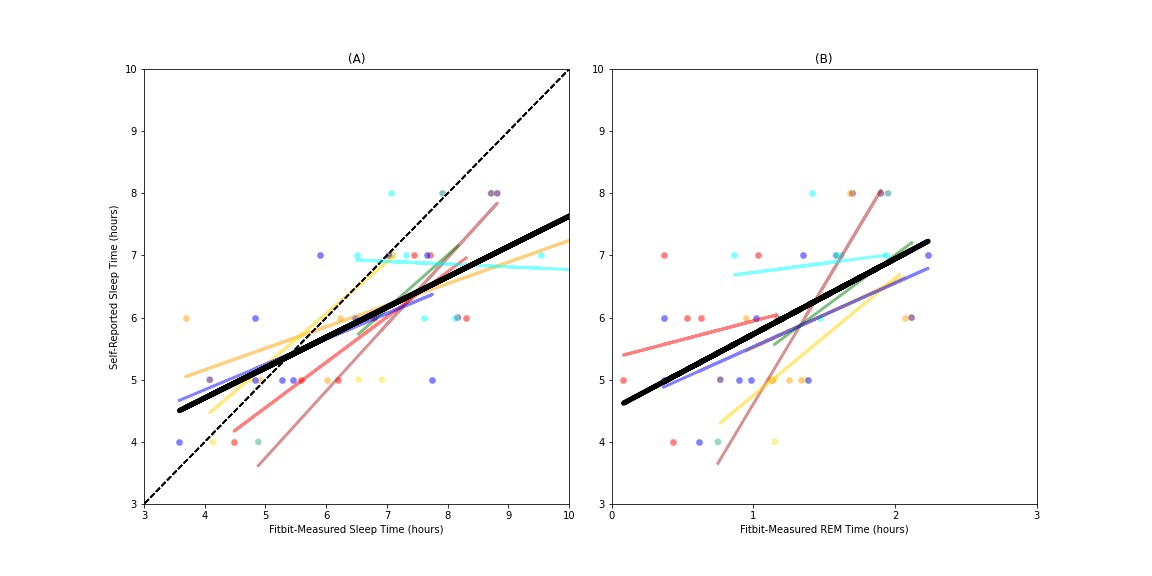 (A)
10
9
8
7
6
5
4
3
Self-Reported Sleep Time (hours)
3 4 5 6 7 8 9 10
Fitbit-Measured Sleep Time (hours)
(B)
10
9
8
7
6
5
4
3
0 1 2 3
Fitbit-Measured REM Time (hours)